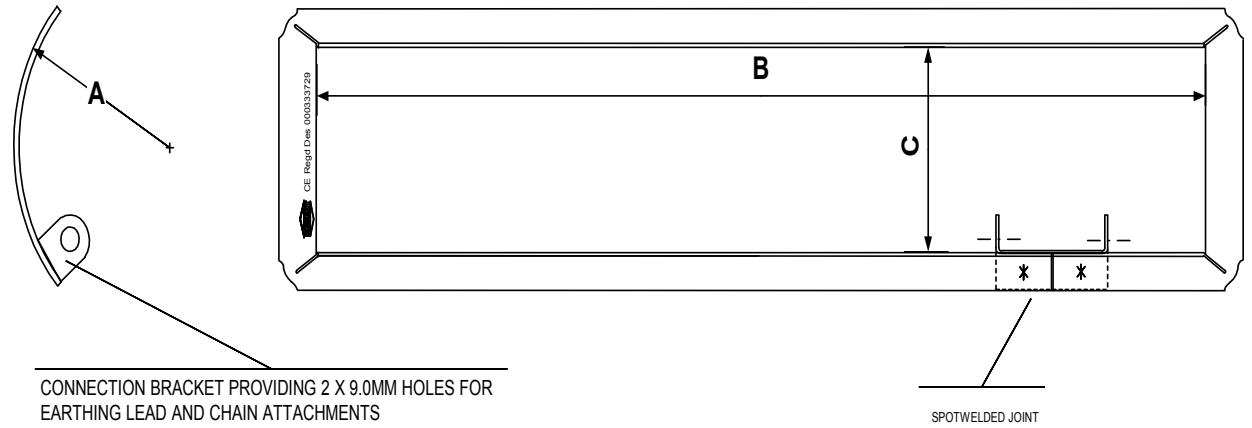 A
B
C
CE Regd Des 000333729
CONNECTION BRACKET PROVIDING 2 X 9.0MM HOLES FOR
EARTHING LEAD AND CHAIN ATTACHMENTS
SPOTWELDED JOINT